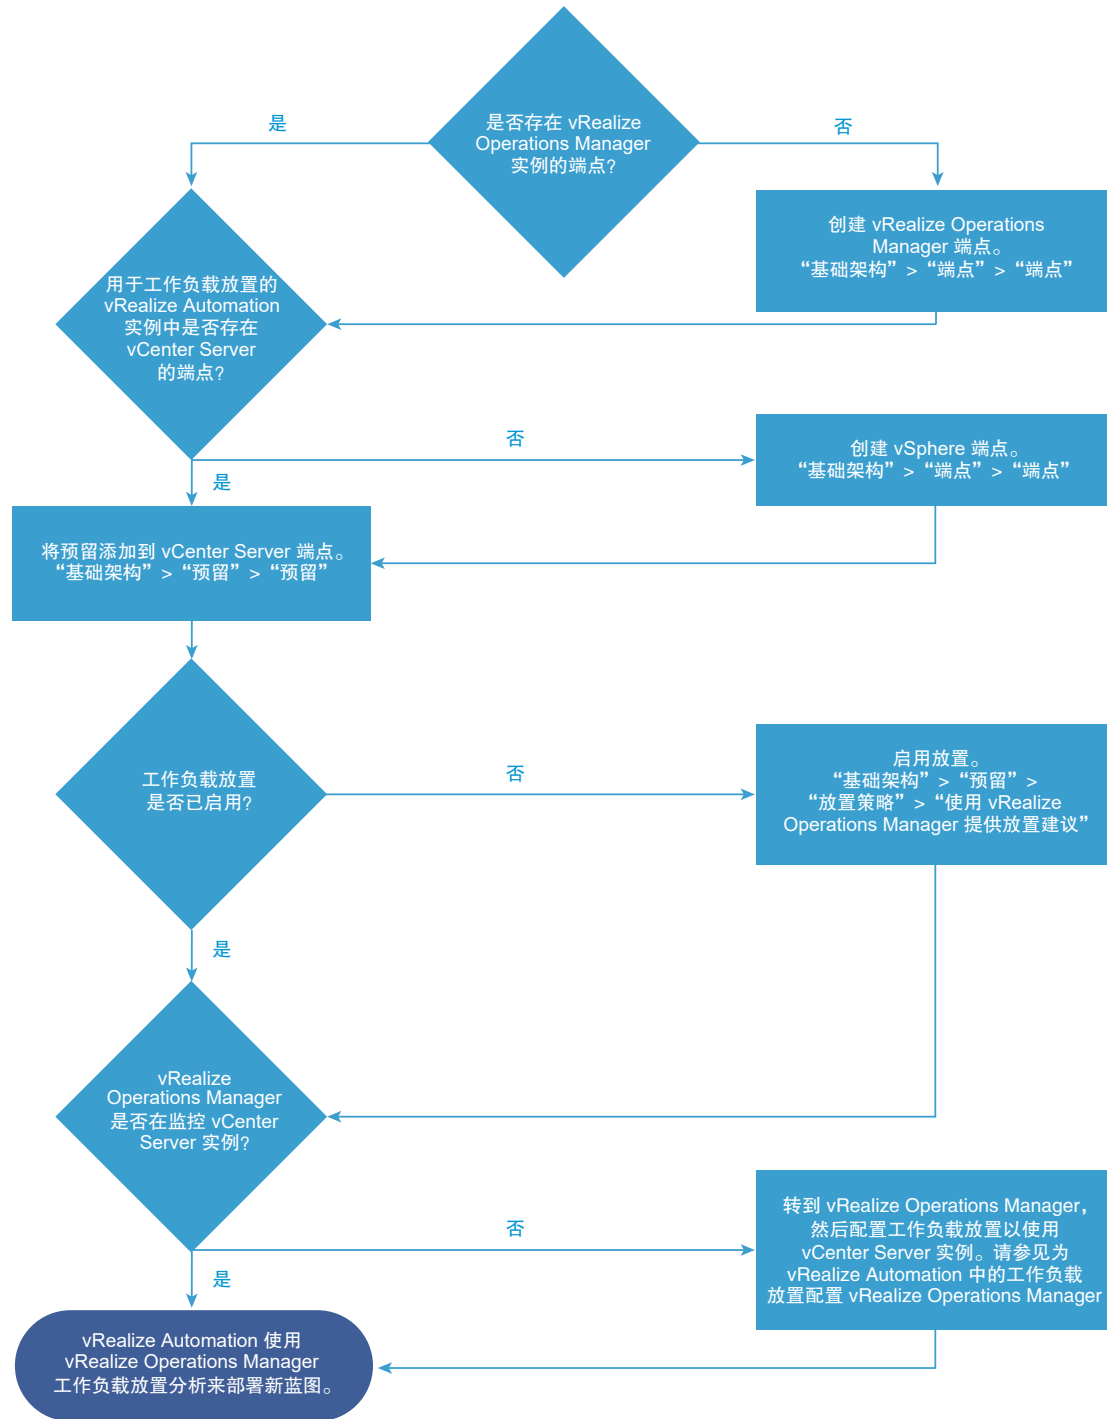 是否存在 vRealize
Operations Manager
实例的端点?
是
否
创建 vRealize Operations
Manager 端点。
“基础架构” > “端点” > “端点”
用于工作负载放置的
vRealize Automation
实例中是否存在
vCenter Server
的端点?
否
创建 vSphere 端点。
“基础架构” > “端点” > “端点”
是
将预留添加到 vCenter Server 端点。
“基础架构” > “预留” > “预留”
工作负载放置
是否已启用?
否
启用放置。
“基础架构” > “预留” >
“放置策略” > “使用 vRealize
Operations Manager 提供放置建议”
是
vRealize
Operations Manager
是否在监控 vCenter
Server 实例?
否
转到 vRealize Operations Manager,
然后配置工作负载放置以使用
vCenter Server 实例。请参见为
vRealize Automation 中的工作负载
放置配置 vRealize Operations Manager
是
vRealize Automation 使用
vRealize Operations Manager
工作负载放置分析来部署新蓝图。